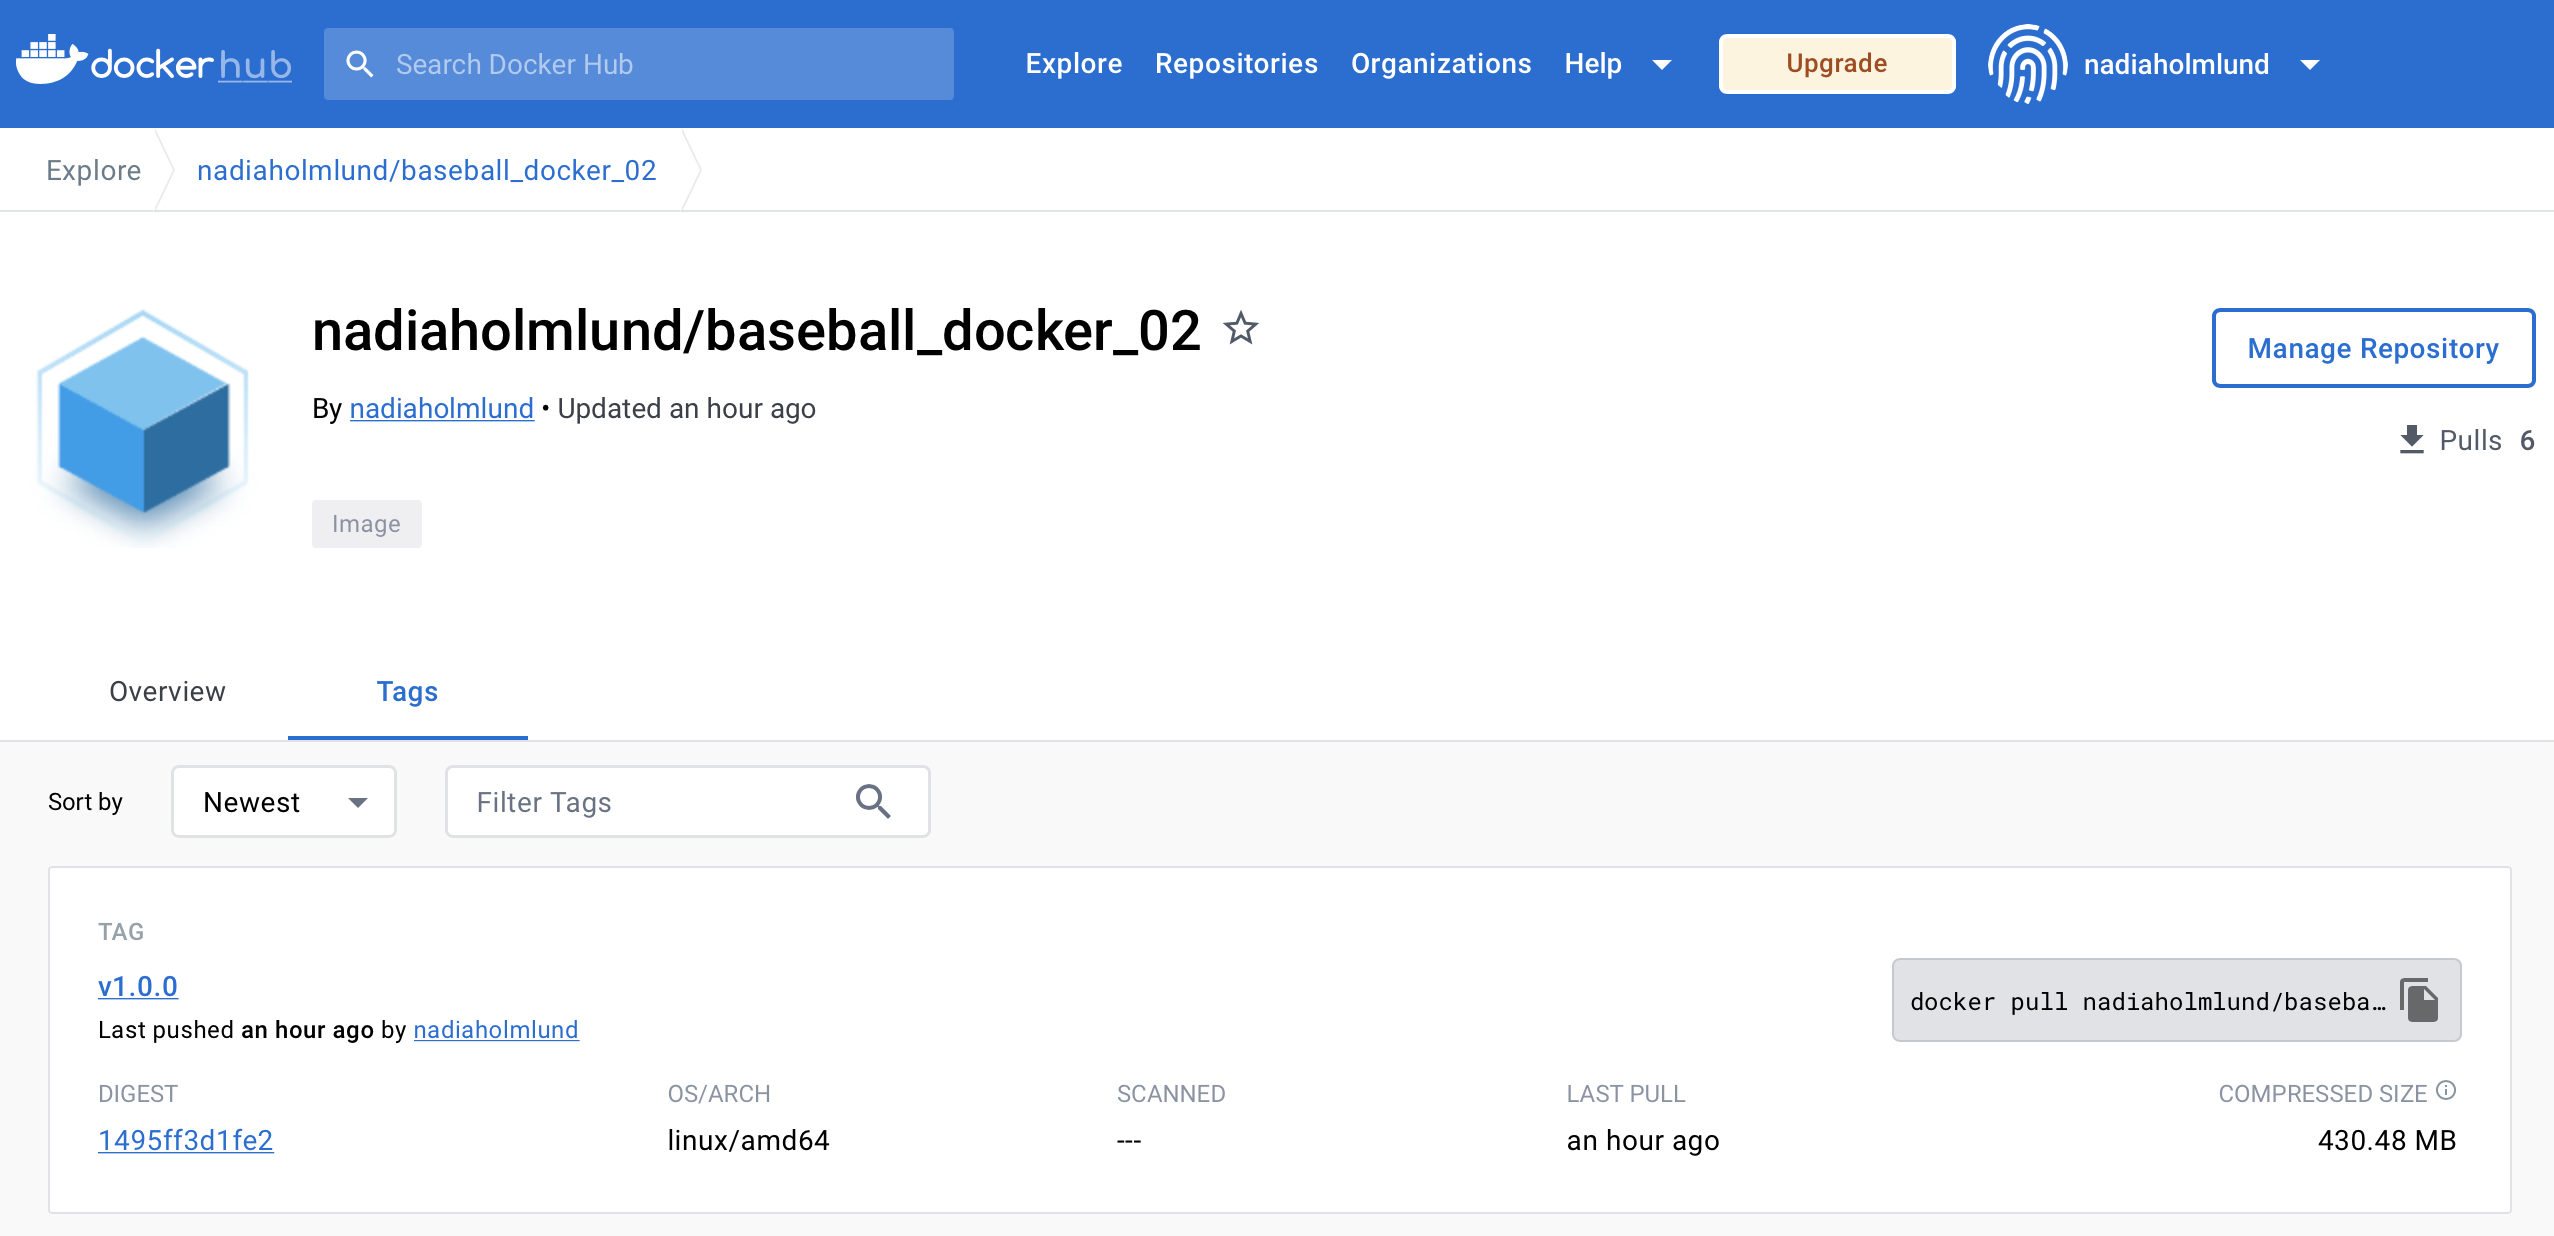 dockerhub
Search Docker Hub
Explore Repositories Organizations Help
Upgrade
nadiaholmlund
Explore
nadiaholmlund/baseball_docker_02
nadiaholmlund/baseball_docker_02
Manage Repository
By nadiaholmlund • Updated an hour ago
Pulls 6
Image
Overview
Tags
Sort by
Newest
Filter Tags
TAG
v1.0.0
docker pull nadiaholmlund/baseba…
Last pushed an hour ago by nadiaholmlund
DIGEST OS/ARCH SCANNED LAST PULL COMPRESSED SIZE
1495ff3d1fe2 linux/amd64 --- an hour ago 430.48 MB